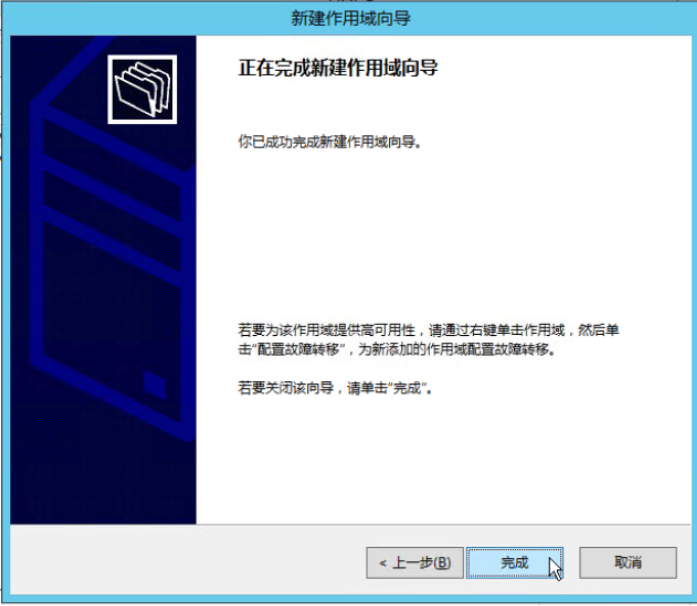 新建作用域向导
正在完成新建作用域向导
你已成功完成新建作用域向导。
若要为该作用域提供高可用性，请通过右键单击作用域，然后单
击"配置故障转移"，为新添加的作用域配置故障转移。
若要关闭该向导，请单击"完成"。
< 上一步(B)
完成
取消